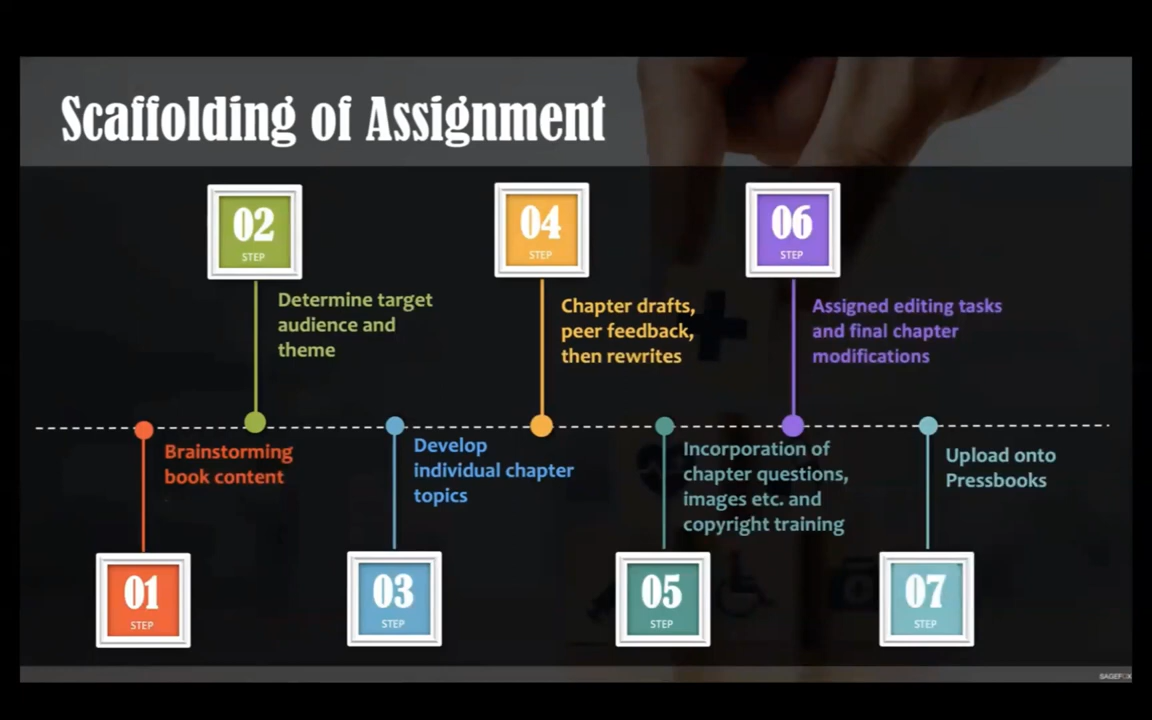 Scaffolding of Assignment
01
STEP
Brainstorming
book content
02
STEP
Determine target
audience and
theme
03
STEP
Develop
individual chapter
topics
04
STEP
Chapter drafts,
peer feedback,
then rewrites
05
STEP
Incorporation of
chapter questions,
images etc. and
copyright training
06
STEP
Assigned editing tasks
and final chapter
modifications
07
STEP
Upload onto
Pressbooks
SAGEFOX